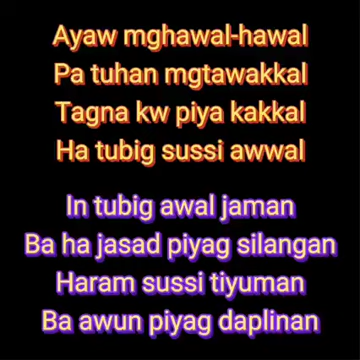 Ayaw mghawal-hawal
Pa tuhan mgtawakkal
Tagna kw piya kakkal
Ha tubig sussi awwal
In tubig awal jaman
Ba ha jasad piyag silangan
Haram sussi tiyuman
Ba awun piyag daplinan